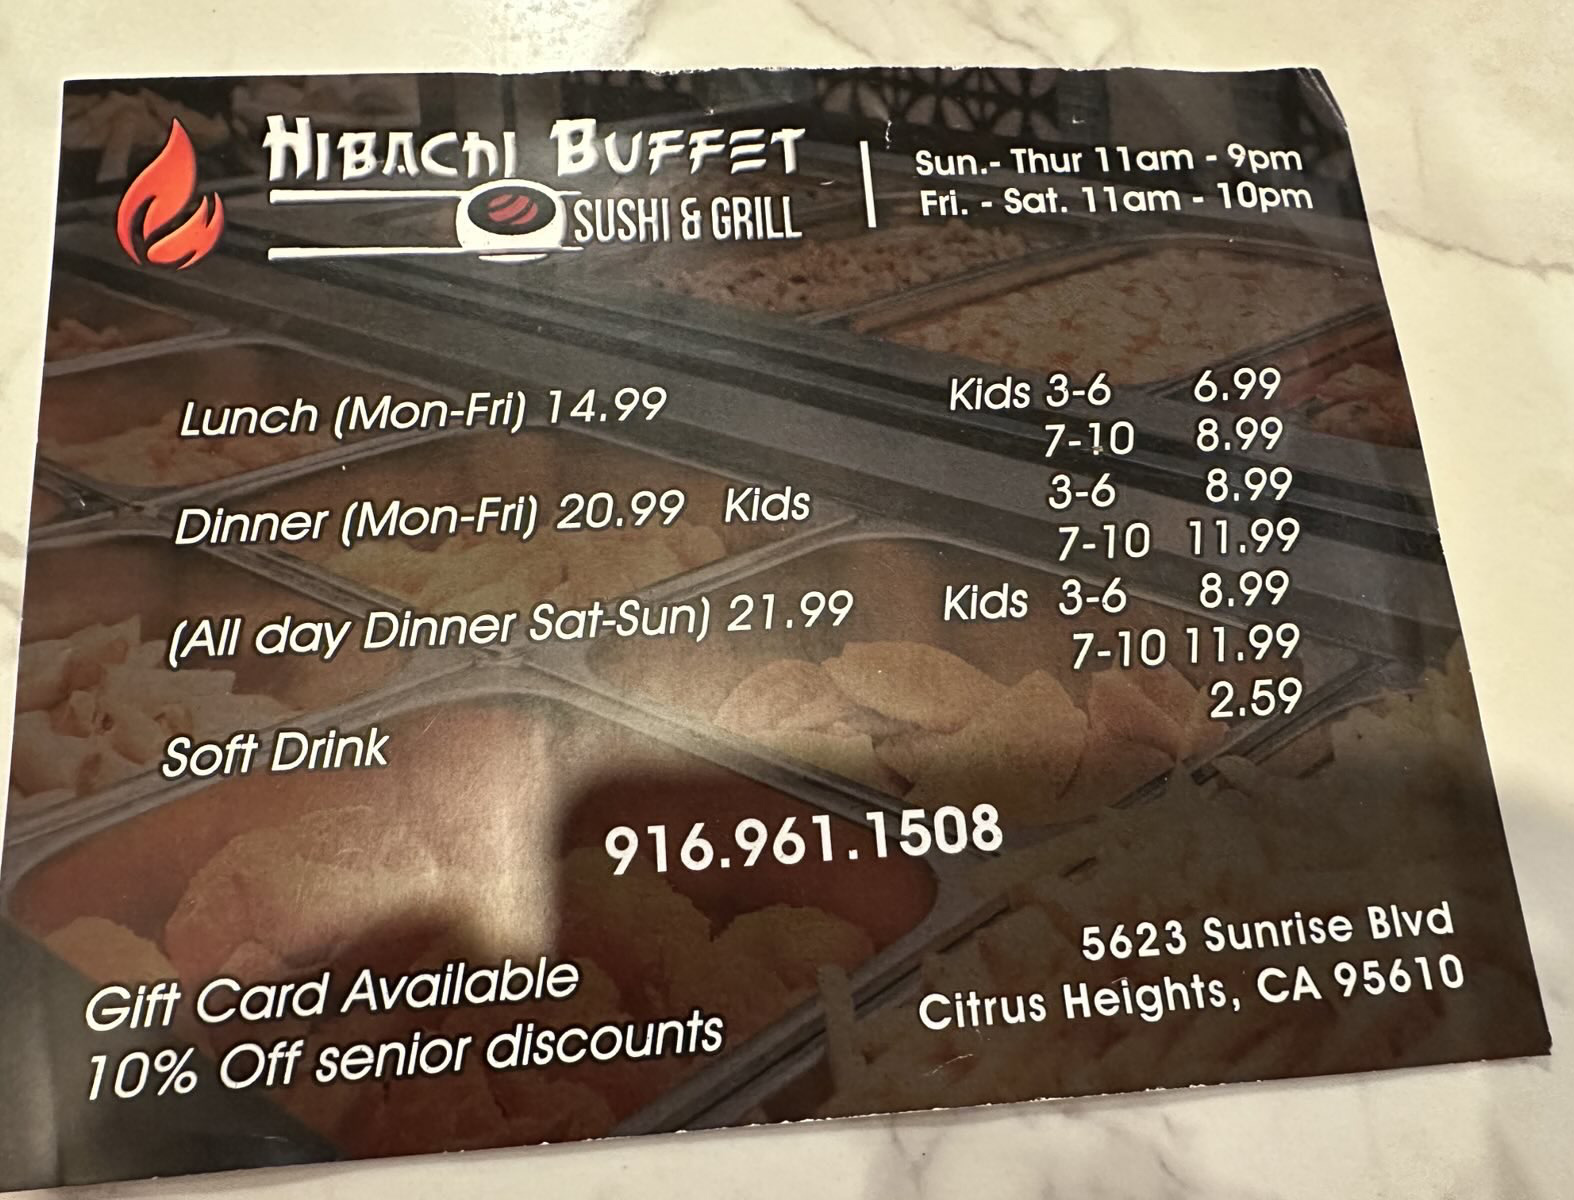 HIBACHI BUFFET
SUSHI & GRILL
Sun.- Thur 11am - 9pm
Fri. - Sat. 11am - 10pm
Lunch (Mon-Fri) 14.99 Kids 3-6 6.99
7-10 8.99
Dinner (Mon-Fri) 20.99 Kids 3-6 8.99
7-10 11.99
(All day Dinner Sat-Sun) 21.99 Kids 3-6 8.99
7-10 11.99
Soft Drink 2.59
916.961.1508
Gift Card Available
10% Off senior discounts
5623 Sunrise Blvd
Citrus Heights, CA 95610